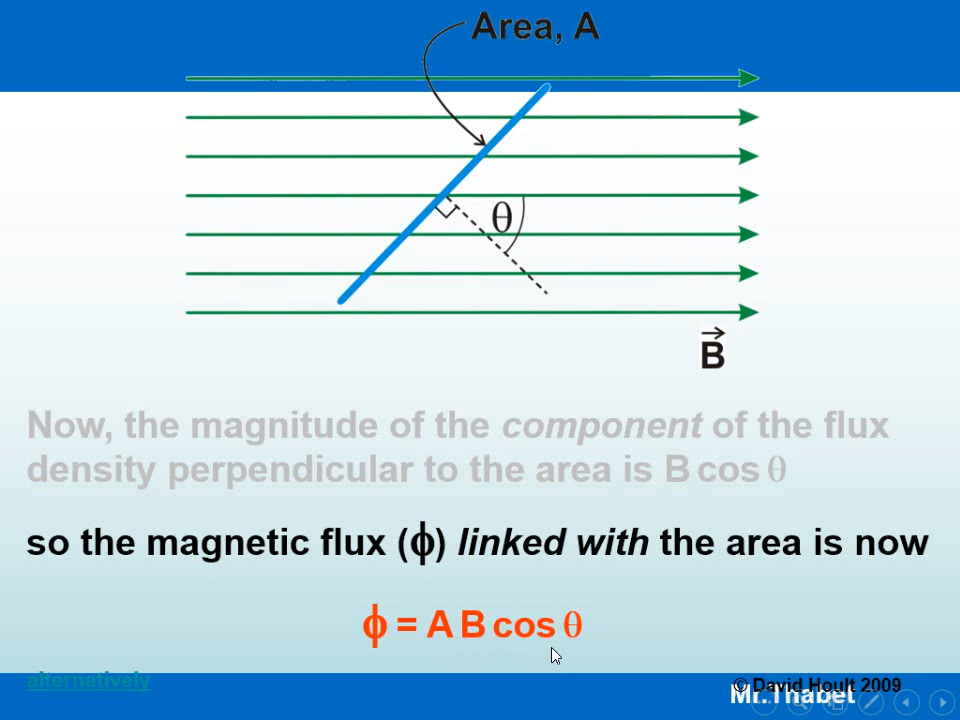 Area, A
θ
B
Now, the magnitude of the component of the flux
density perpendicular to the area is B cos θ
so the magnetic flux (ϕ) linked with the area is now
ϕ = A B cos θ
alternatively
© David Hoult 2009
Mr.Thabet